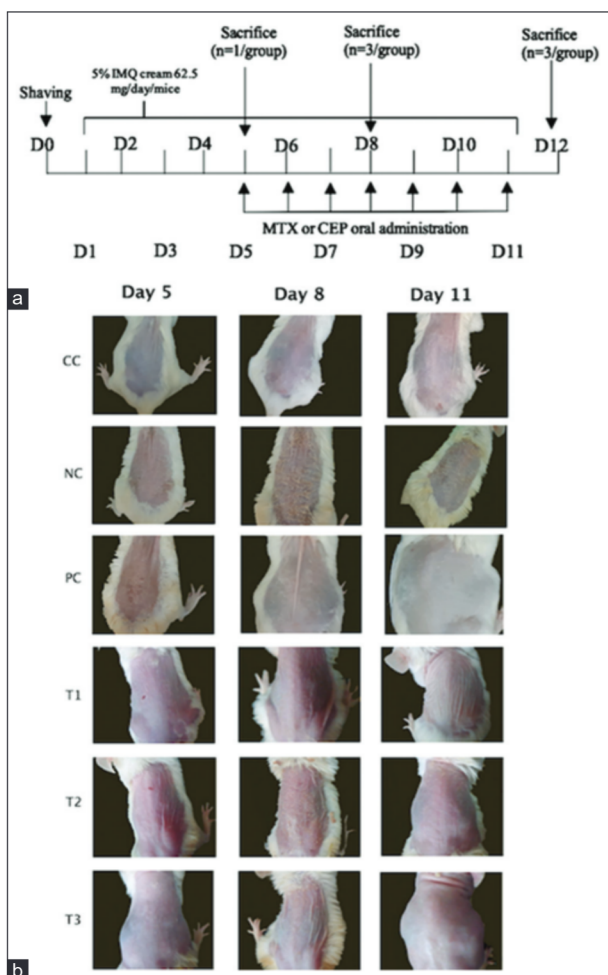 Sacrifice
(n=1/group)
Sacrifice
(n=3/group)
Sacrifice
(n=3/group)
5% IMQ cream 62.5
mg/day/mice
Shaving
D0 D2 D4 D6 D8 D10 D12
MTX or CEP oral administration
D1 D3 D5 D7 D9 D11
a
Day 5 Day 8 Day 11
CC
NC
PC
T1
T2
T3
b